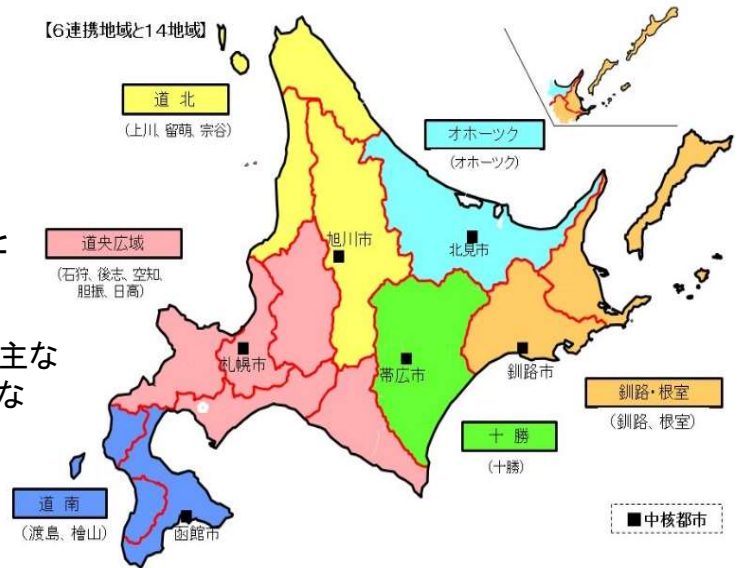 【6連携地域と14地域】
道 北
(上川、留萌、宗谷)
オホーツク
(オホーツク)
と
道央広域
(石狩、後志、空知、
胆振、日高)
旭川市
北見市
主な
な
札幌市
帯広市
釧路市
釧路・根室
(釧路、根室)
十 勝
(十勝)
道 南
(渡島、檜山)
函館市
■中核都市